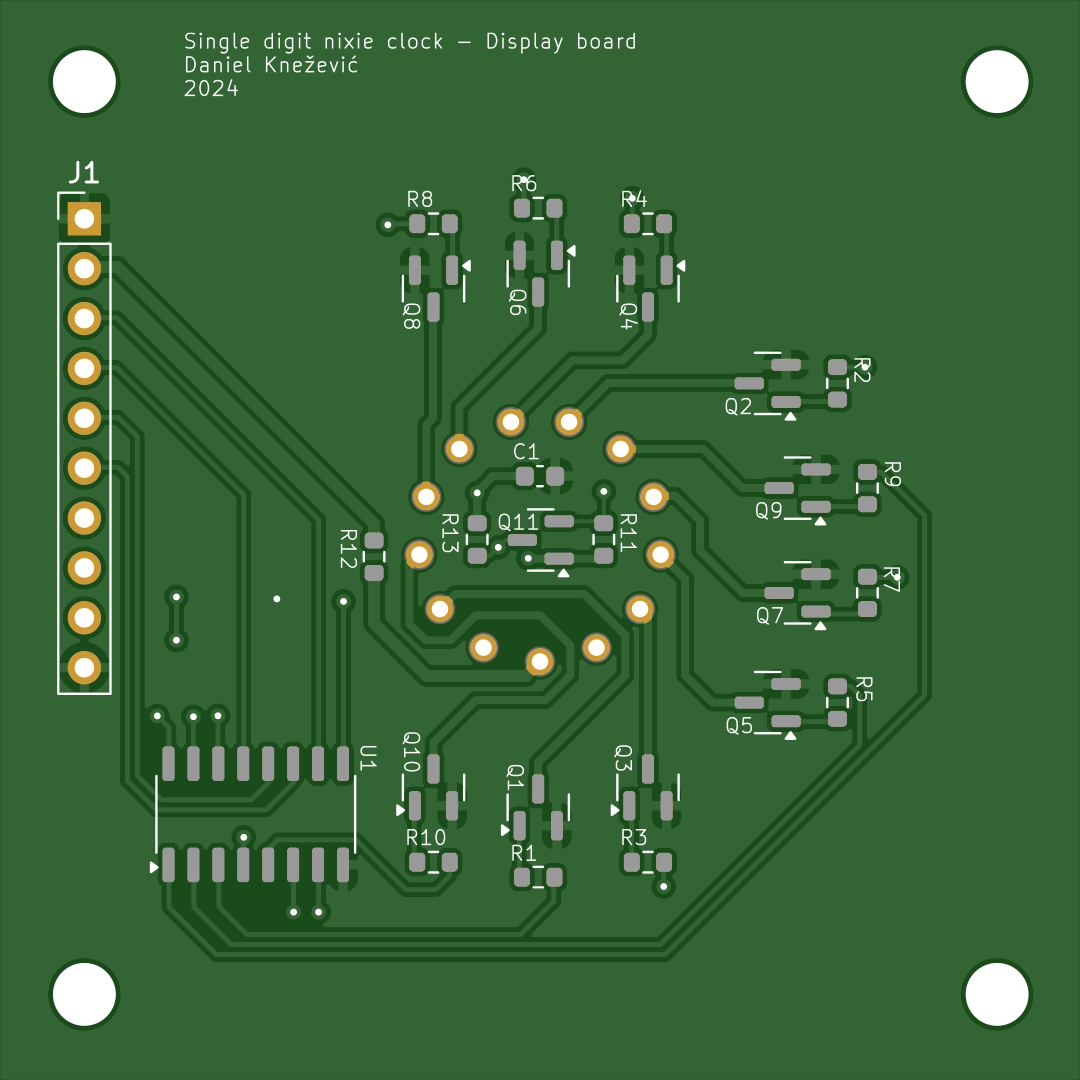 Single digit nixie clock – Display board
Daniel Knežević
2024
J1
R8
R6
R4
Q8
Q6
Q4
R2
Q2
C1
R9
Q9
R12
R13
Q11
R11
R7
Q7
R5
Q5
U1
Q10
Q1
Q3
R10
R1
R3